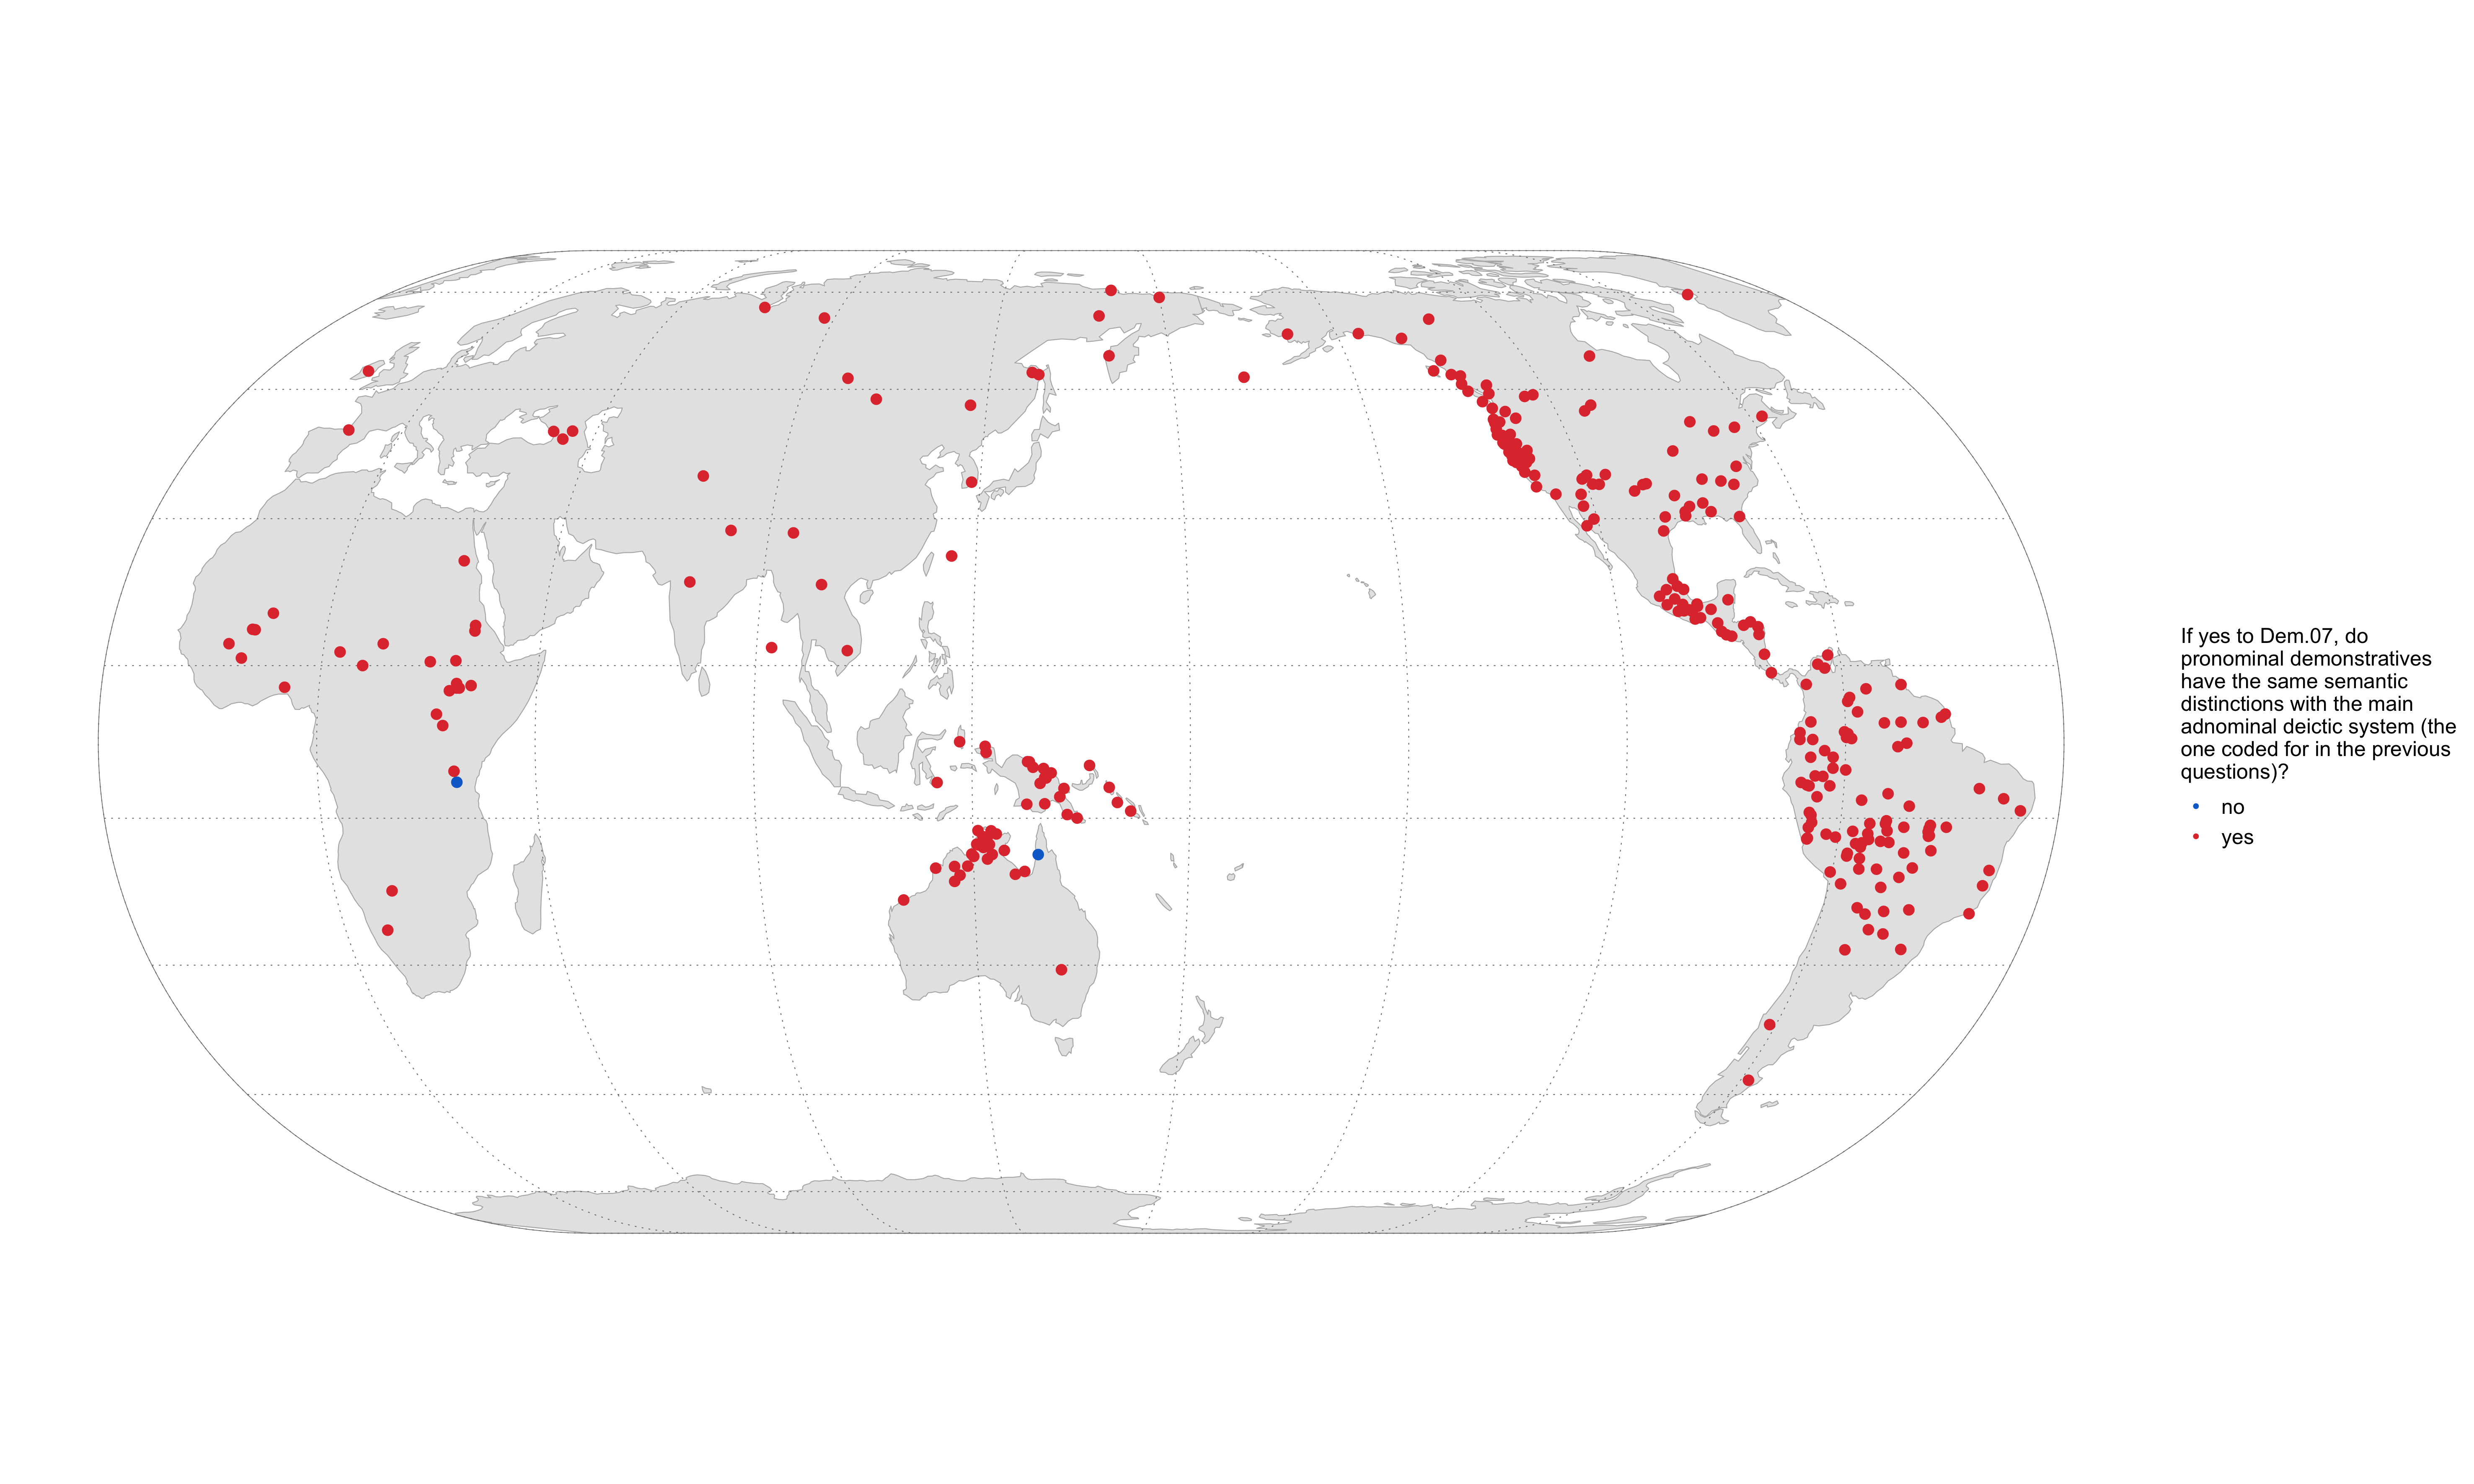 If yes to Dem.07, do
pronominal demonstratives
have the same semantic
distinctions with the main
adnominal deictic system (the
one coded for in the previous
questions)?
no
yes